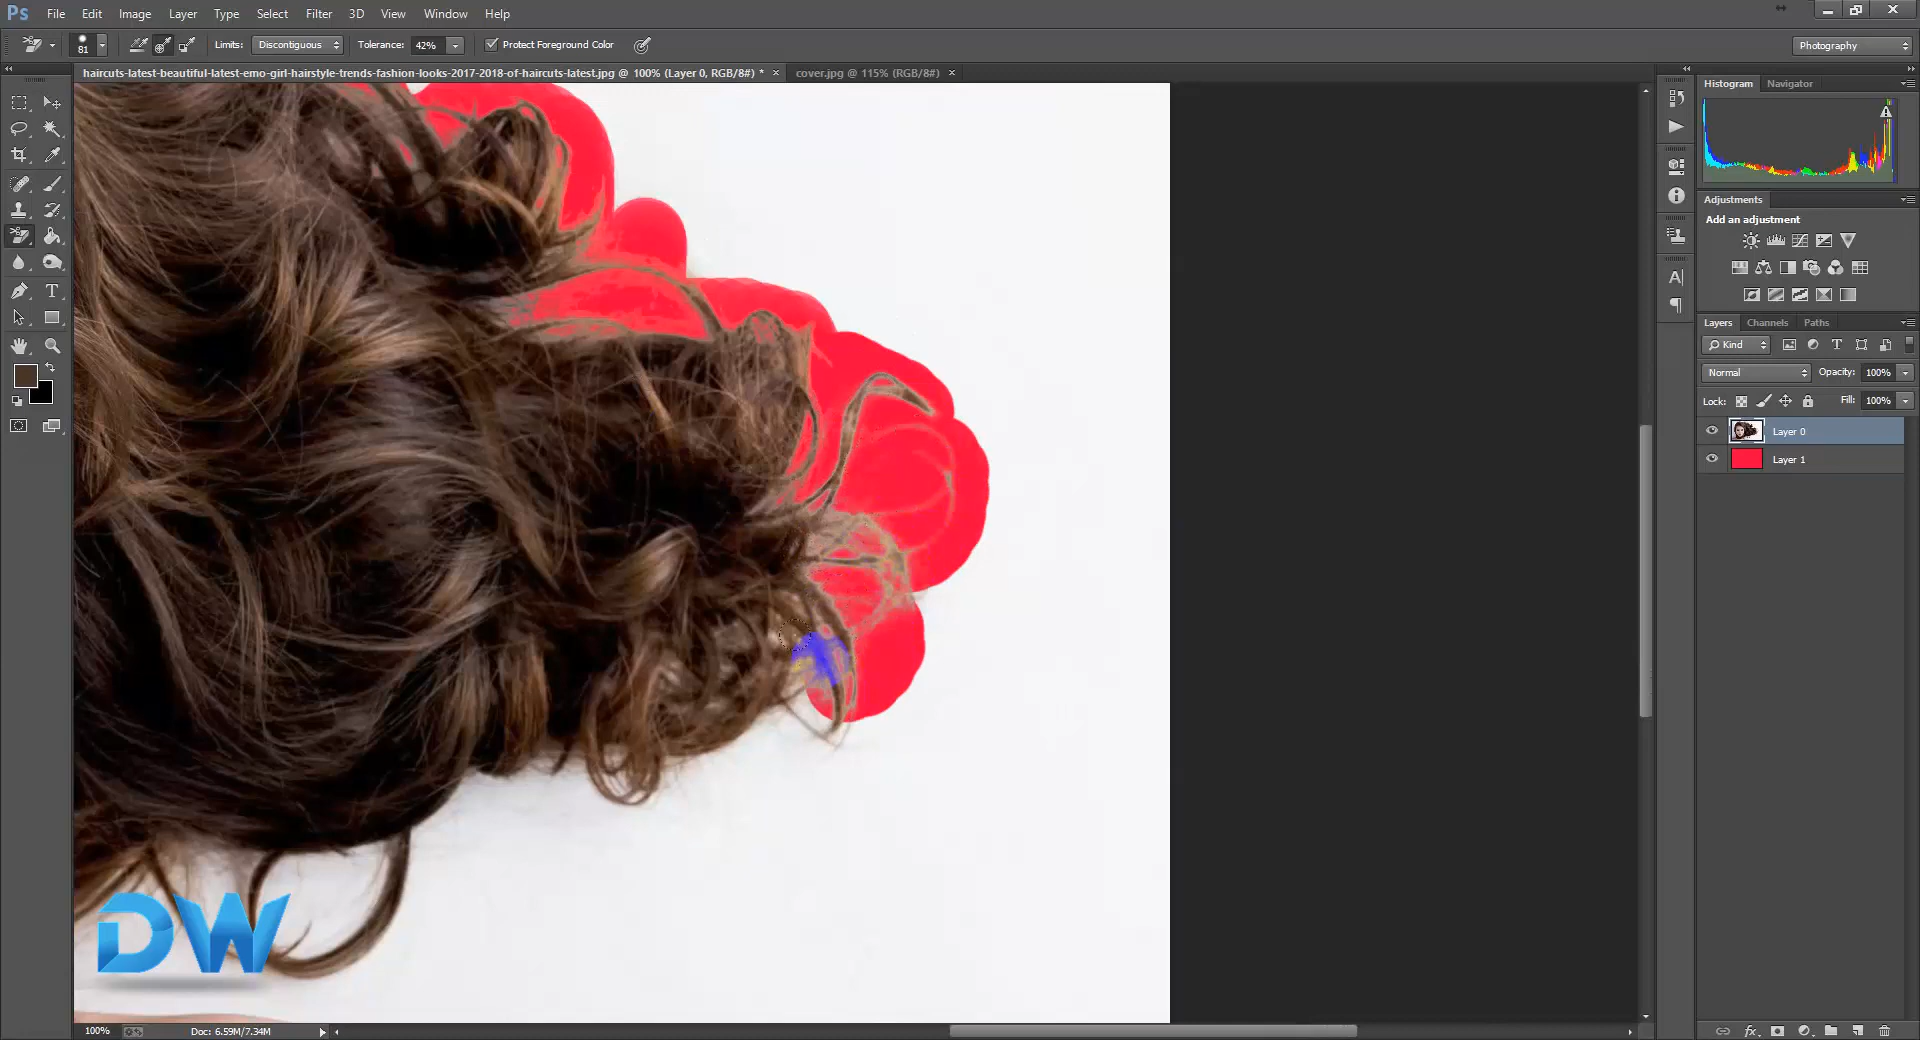 Ps File Edit Image Layer Type Select Filter 3D View Window Help
81 Limits: Discontiguous Tolerance: 42% Protect Foreground Color Photography
haircuts-latest-beautiful-latest-emo-girl-hairstyle-trends-fashion-looks-2017-2018-of-haircuts-latest.jpg @ 100% (Layer 0, RGB/8#) * × cover.jpg @ 115% (RGB/8#) ×
Histogram Navigator
Adjustments
Add an adjustment
Layers Channels Paths
Kind
Normal Opacity: 100%
Lock: Fill: 100%
Layer 0
Layer 1
DW
100% Doc: 6.59M/7.34M